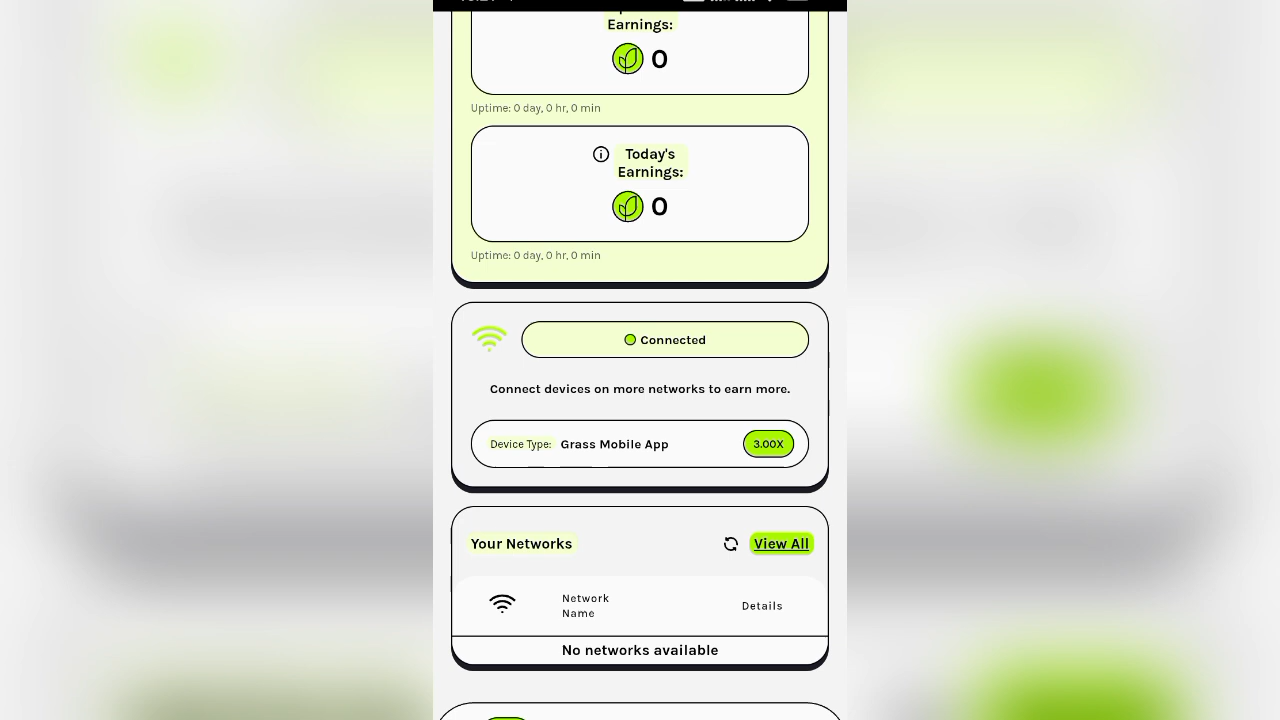 Earnings:
0
Uptime: 0 day, 0 hr, 0 min
Today's
Earnings:
0
Uptime: 0 day, 0 hr, 0 min
Connected
Connect devices on more networks to earn more.
Device Type: Grass Mobile App 3.00X
Your Networks View All
Network
Name
Details
No networks available